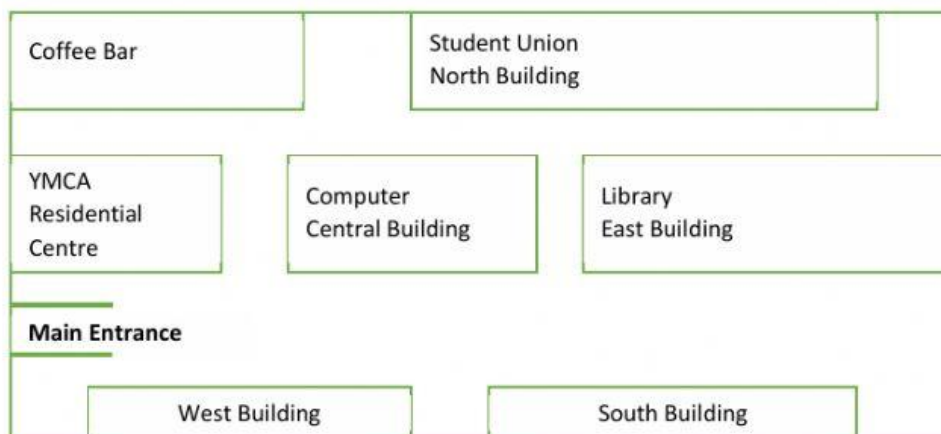 Coffee Bar
Student Union
North Building
YMCA
Residential
Centre
Computer
Central Building
Library
East Building
Main Entrance
West Building
South Building